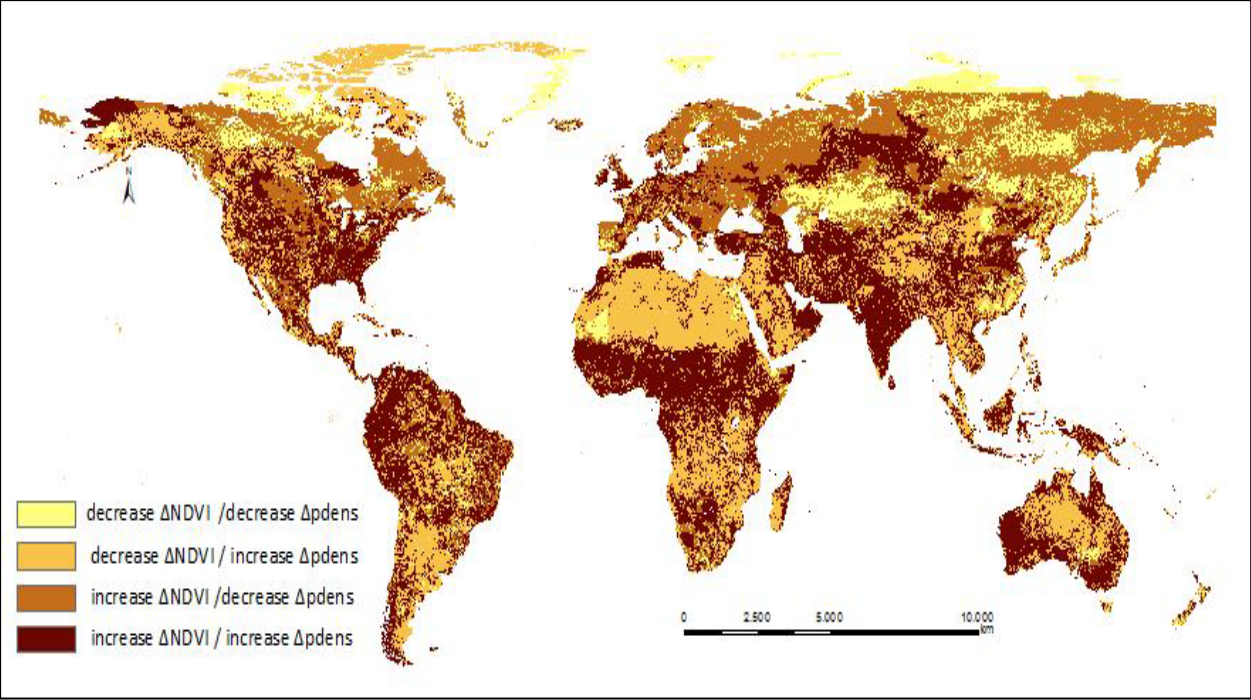 N
decrease ΔNDVI /decrease Δpdens
decrease ΔNDVI / increase Δpdens
increase ΔNDVI /decrease Δpdens
increase ΔNDVI / increase Δpdens
0 2.500 5.000 10.000
km